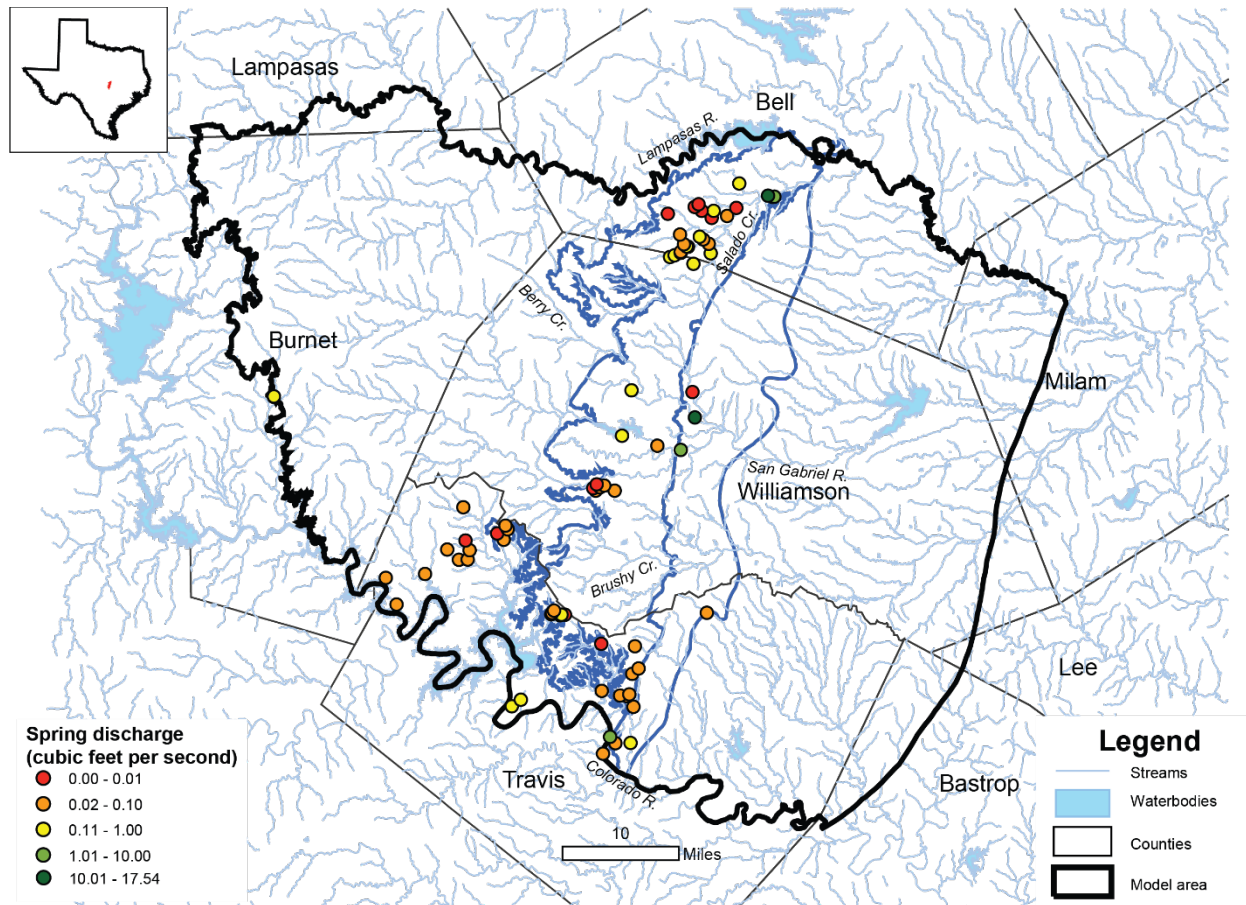 Lampasas
Bell
Lampasas R.
Salado Cr.
Berry Cr.
Burnet
Milam
San Gabriel R.
Williamson
Brushy Cr.
Lee
Travis
Colorado R.
Bastrop
10
Miles
Spring discharge
(cubic feet per second)
0.00 - 0.01
0.02 - 0.10
0.11 - 1.00
1.01 - 10.00
10.01 - 17.54
Legend
Streams
Waterbodies
Counties
Model area